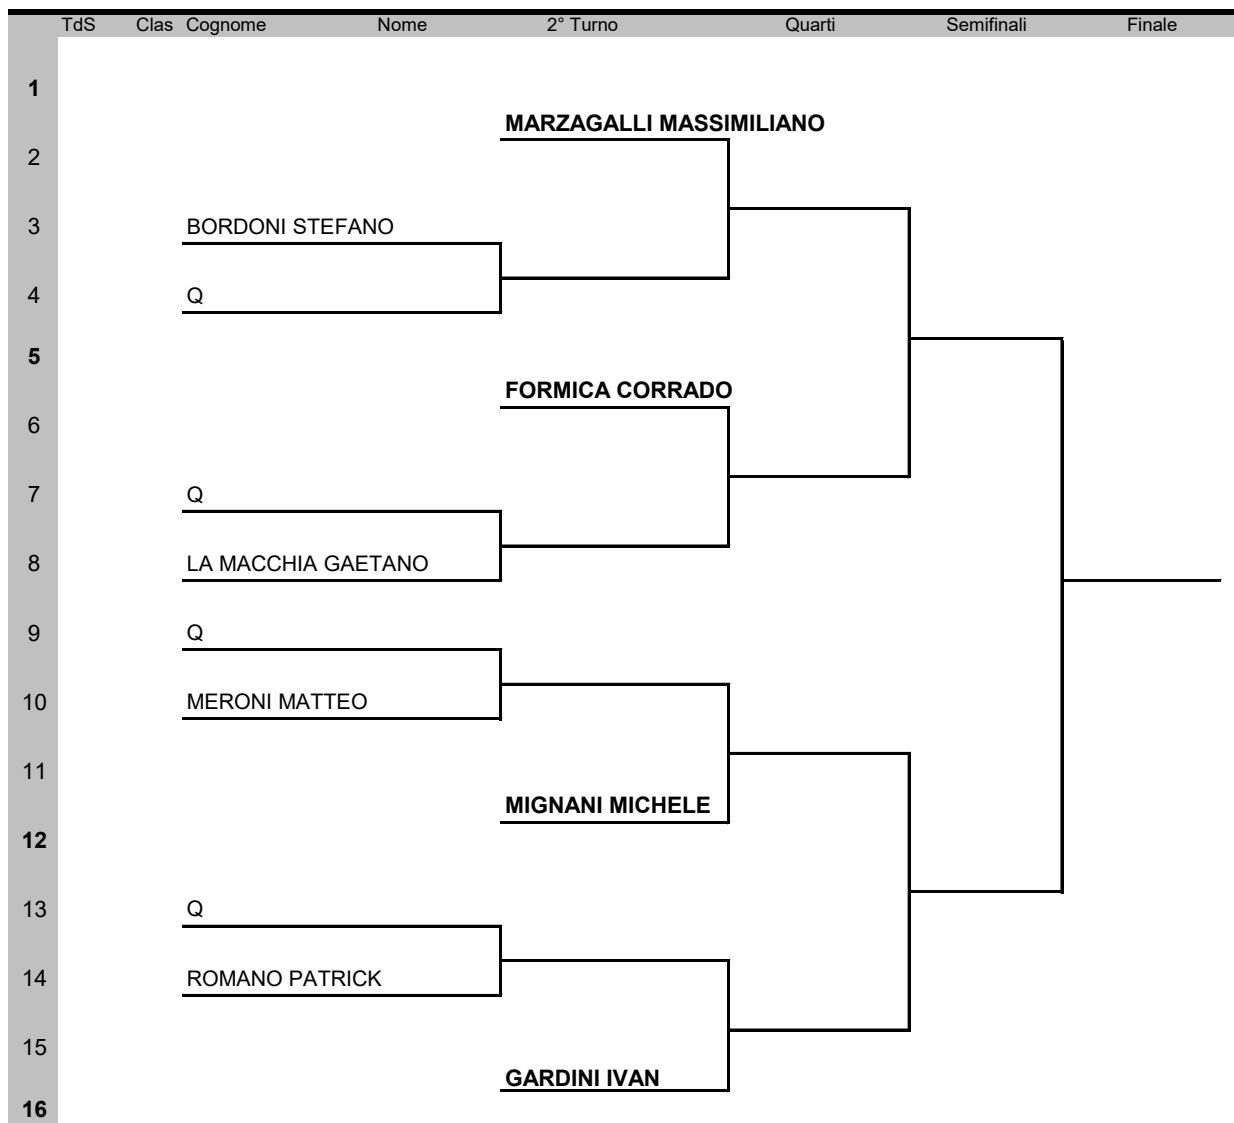 TdS Clas Cognome Nome 2° Turno Quarti Semifinali Finale
1
MARZAGALLI MASSIMILIANO
2
3 BORDONI STEFANO
4 Q
5
FORMICA CORRADO
6
7 Q
8 LA MACCHIA GAETANO
9 Q
10 MERONI MATTEO
11
MIGNANI MICHELE
12
13 Q
14 ROMANO PATRICK
15
GARDINI IVAN
16